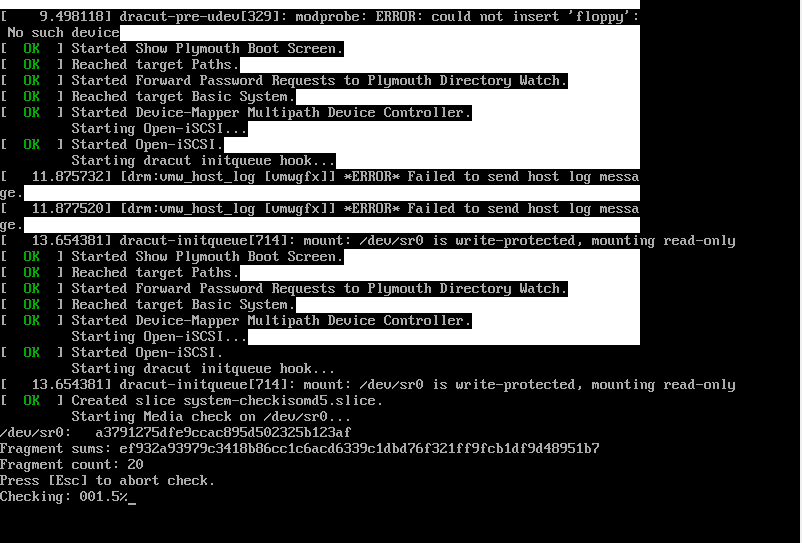 [    9.498118] dracut-pre-udev[329]: modprobe: ERROR: could not insert 'floppy':
 No such device
[  OK  ] Started Show Plymouth Boot Screen.
[  OK  ] Reached target Paths.
[  OK  ] Started Forward Password Requests to Plymouth Directory Watch.
[  OK  ] Reached target Basic System.
[  OK  ] Started Device-Mapper Multipath Device Controller.
         Starting Open-iSCSI...
[  OK  ] Started Open-iSCSI.
         Starting dracut initqueue hook...
[   11.875732] [drm:vmw_host_log [vmwgfx]] *ERROR* Failed to send host log messa
ge.
[   11.877520] [drm:vmw_host_log [vmwgfx]] *ERROR* Failed to send host log messa
ge.
[   13.654381] dracut-initqueue[714]: mount: /dev/sr0 is write-protected, mounting read-only
[  OK  ] Started Show Plymouth Boot Screen.
[  OK  ] Reached target Paths.
[  OK  ] Started Forward Password Requests to Plymouth Directory Watch.
[  OK  ] Reached target Basic System.
[  OK  ] Started Device-Mapper Multipath Device Controller.
         Starting Open-iSCSI...
[  OK  ] Started Open-iSCSI.
         Starting dracut initqueue hook...
[   13.654381] dracut-initqueue[714]: mount: /dev/sr0 is write-protected, mounting read-only
[  OK  ] Created slice system-checkisomd5.slice.
         Starting Media check on /dev/sr0...
/dev/sr0:   a3791275dfe9ccac895d502325b123af
Fragment sums: ef932a93979c3418b86cc1c6acd6339c1dbd76f321ff9fcb1df9d48951b7
Fragment count: 20
Press [Esc] to abort check.
Checking: 001.5%_